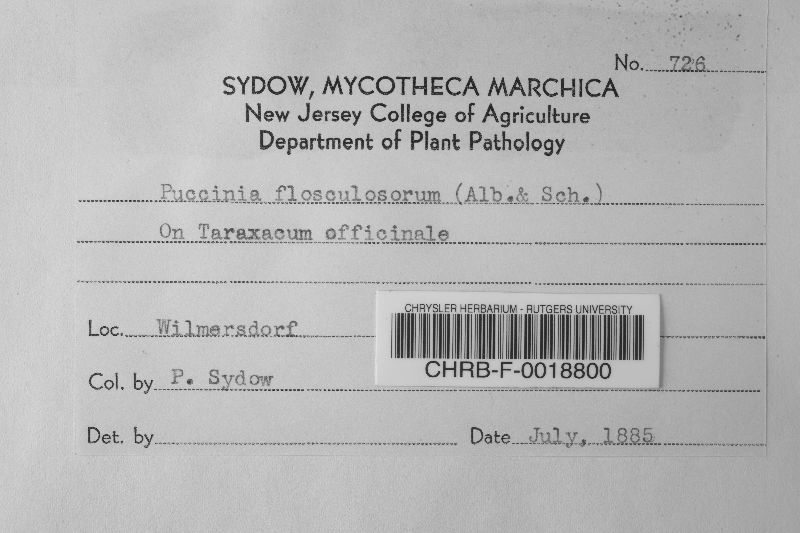 No. 726
SYDOW, MYCOTHECA MARCHICA
New Jersey College of Agriculture
Department of Plant Pathology
Puccinia flosculosorum (Alb.& Sch.)
On Taraxacum officinale
Loc. Wilmersdorf
CHRYSLER HERBARIUM - RUTGERS UNIVERSITY
CHRB-F-0018800
Col. by P. Sydow
Det. by
Date July, 1885